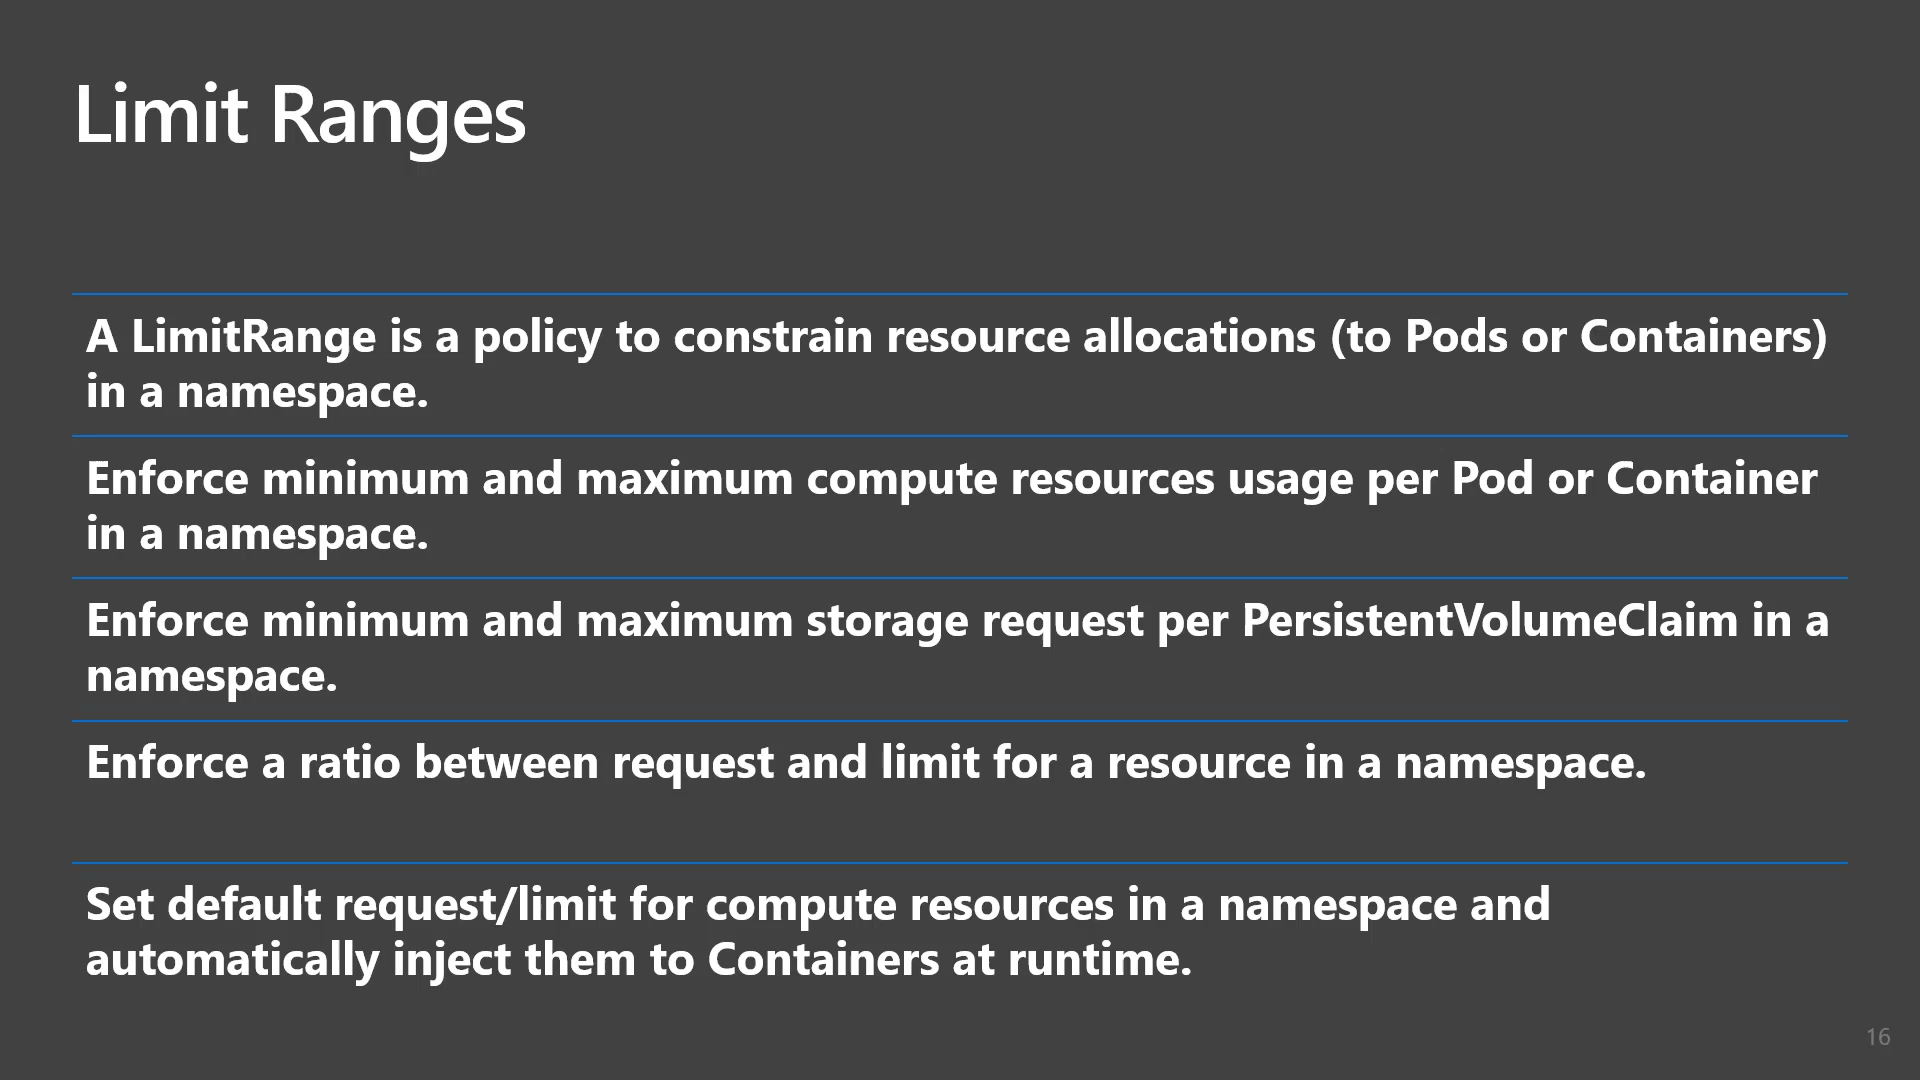 Limit Ranges
A LimitRange is a policy to constrain resource allocations (to Pods or Containers)
in a namespace.
Enforce minimum and maximum compute resources usage per Pod or Container
in a namespace.
Enforce minimum and maximum storage request per PersistentVolumeClaim in a
namespace.
Enforce a ratio between request and limit for a resource in a namespace.
Set default request/limit for compute resources in a namespace and
automatically inject them to Containers at runtime.
16